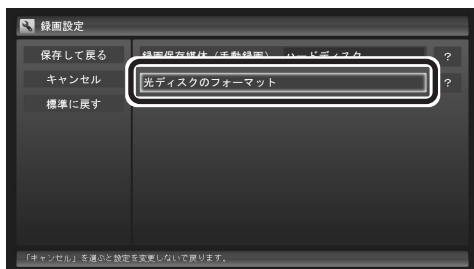 録画設定
保存して戻る
録画保存媒体（手動録画） ハードディスク ?
キャンセル
光ディスクのフォーマット ?
標準に戻す
「キャンセル」を選ぶと設定を変更しないで戻ります。